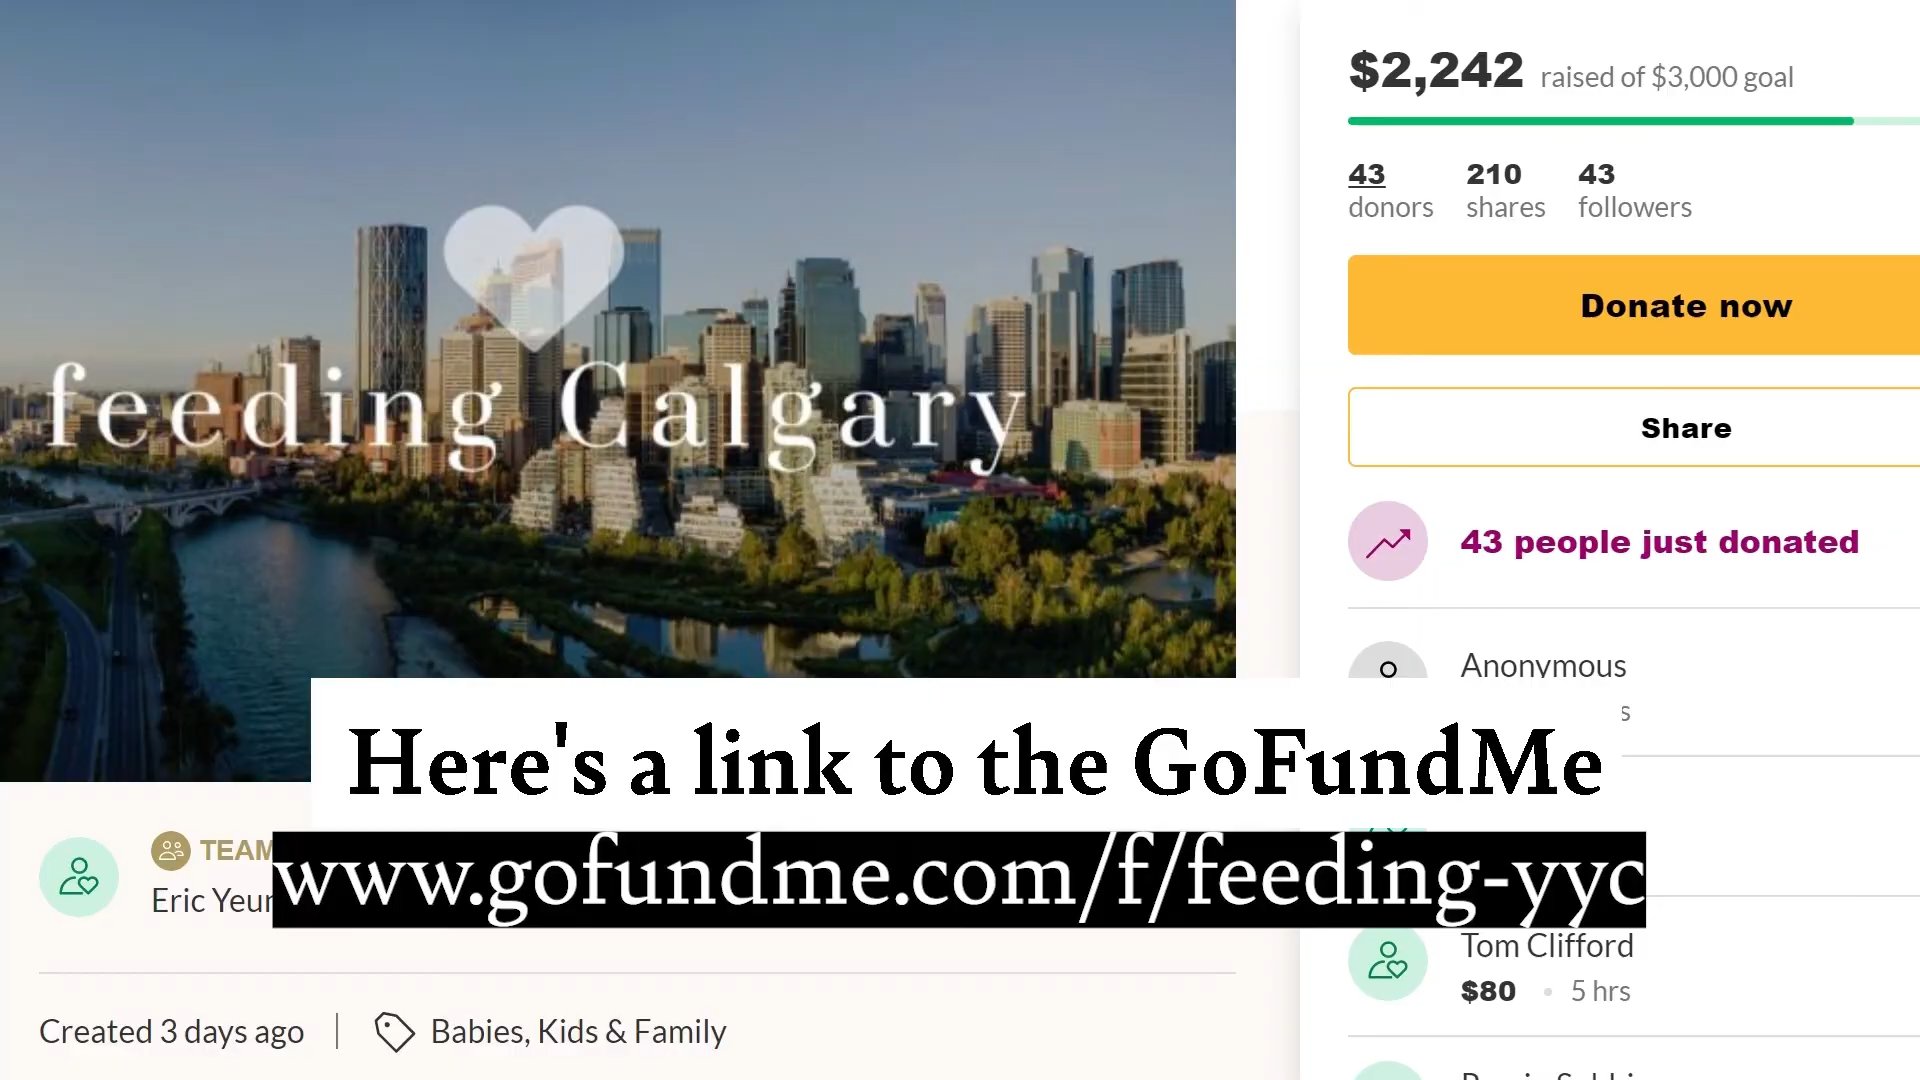 feeding Calgary
$2,242 raised of $3,000 goal
43 210 43
donors shares followers
Donate now
Share
43 people just donated
Anonymous
Here's a link to the GoFundMe
www.gofundme.com/f/feeding-yyc
TEAM
Eric
Tom Clifford
$80 • 5 hrs
Created 3 days ago
Babies, Kids & Family